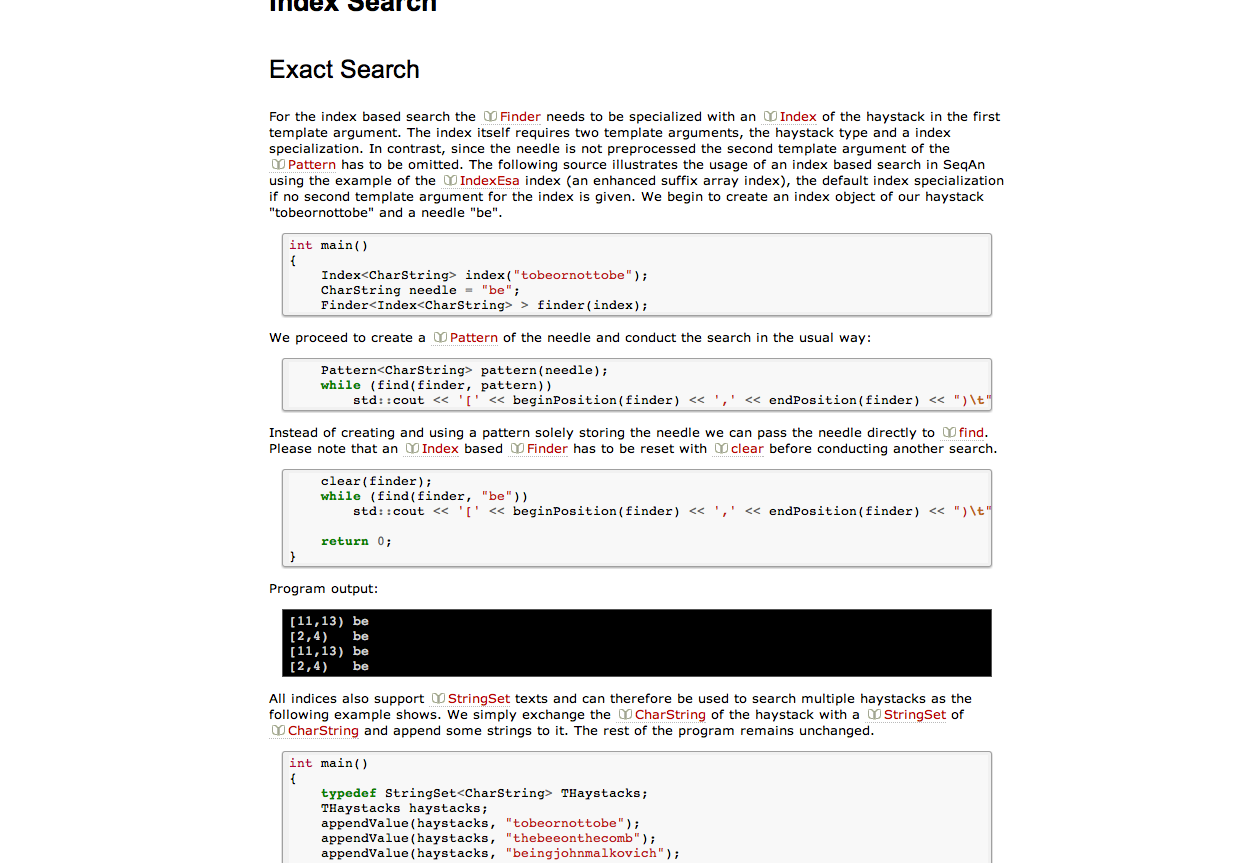 Index Search
Exact Search
For the index based search the Finder needs to be specialized with an Index of the haystack in the first
template argument. The index itself requires two template arguments, the haystack type and a index
specialization. In contrast, since the needle is not preprocessed the second template argument of the
Pattern has to be omitted. The following source illustrates the usage of an index based search in SeqAn
using the example of the IndexEsa index (an enhanced suffix array index), the default index specialization
if no second template argument for the index is given. We begin to create an index object of our haystack
"tobeornottobe" and a needle "be".
int main()
{
    Index<CharString> index("tobeornottobe");
    CharString needle = "be";
    Finder<Index<CharString> > finder(index);
We proceed to create a Pattern of the needle and conduct the search in the usual way:
    Pattern<CharString> pattern(needle);
    while (find(finder, pattern))
        std::cout << '[' << beginPosition(finder) << ',' << endPosition(finder) << ")\t"
Instead of creating and using a pattern solely storing the needle we can pass the needle directly to find.
Please note that an Index based Finder has to be reset with clear before conducting another search.
    clear(finder);
    while (find(finder, "be"))
        std::cout << '[' << beginPosition(finder) << ',' << endPosition(finder) << ")\t"
    return 0;
}
Program output:
[11,13) be
[2,4)   be
[11,13) be
[2,4)   be
All indices also support StringSet texts and can therefore be used to search multiple haystacks as the
following example shows. We simply exchange the CharString of the haystack with a StringSet of
CharString and append some strings to it. The rest of the program remains unchanged.
int main()
{
    typedef StringSet<CharString> THaystacks;
    THaystacks haystacks;
    appendValue(haystacks, "tobeornottobe");
    appendValue(haystacks, "thebeeonthecomb");
    appendValue(haystacks, "beingjohnmalkovich");